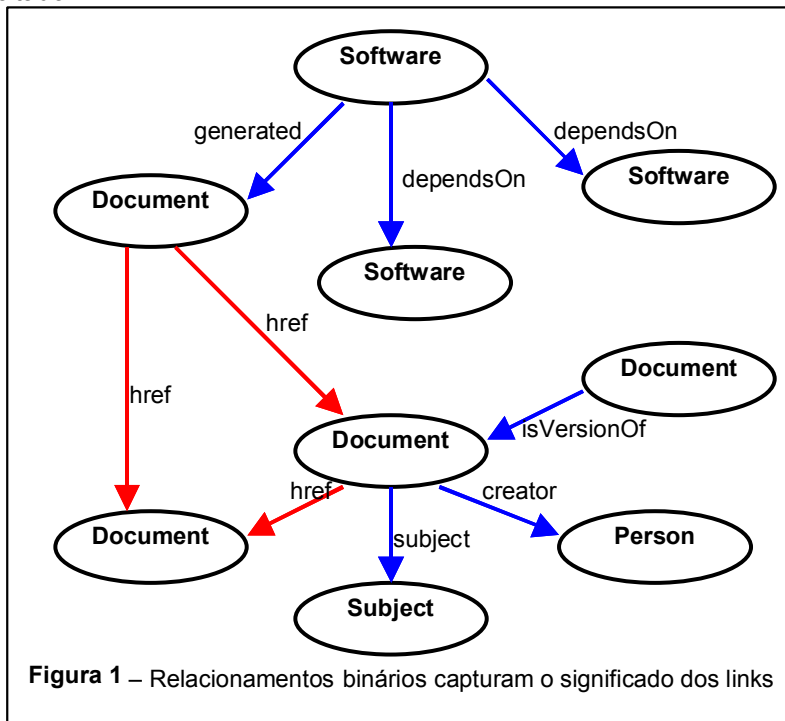 Software
generated
dependsOn
dependsOn
Software
Document
Software
href
href
Document
isVersionOf
Document
href
creator
subject
Document
Person
Subject
Figura 1 – Relacionamentos binários capturam o significado dos links